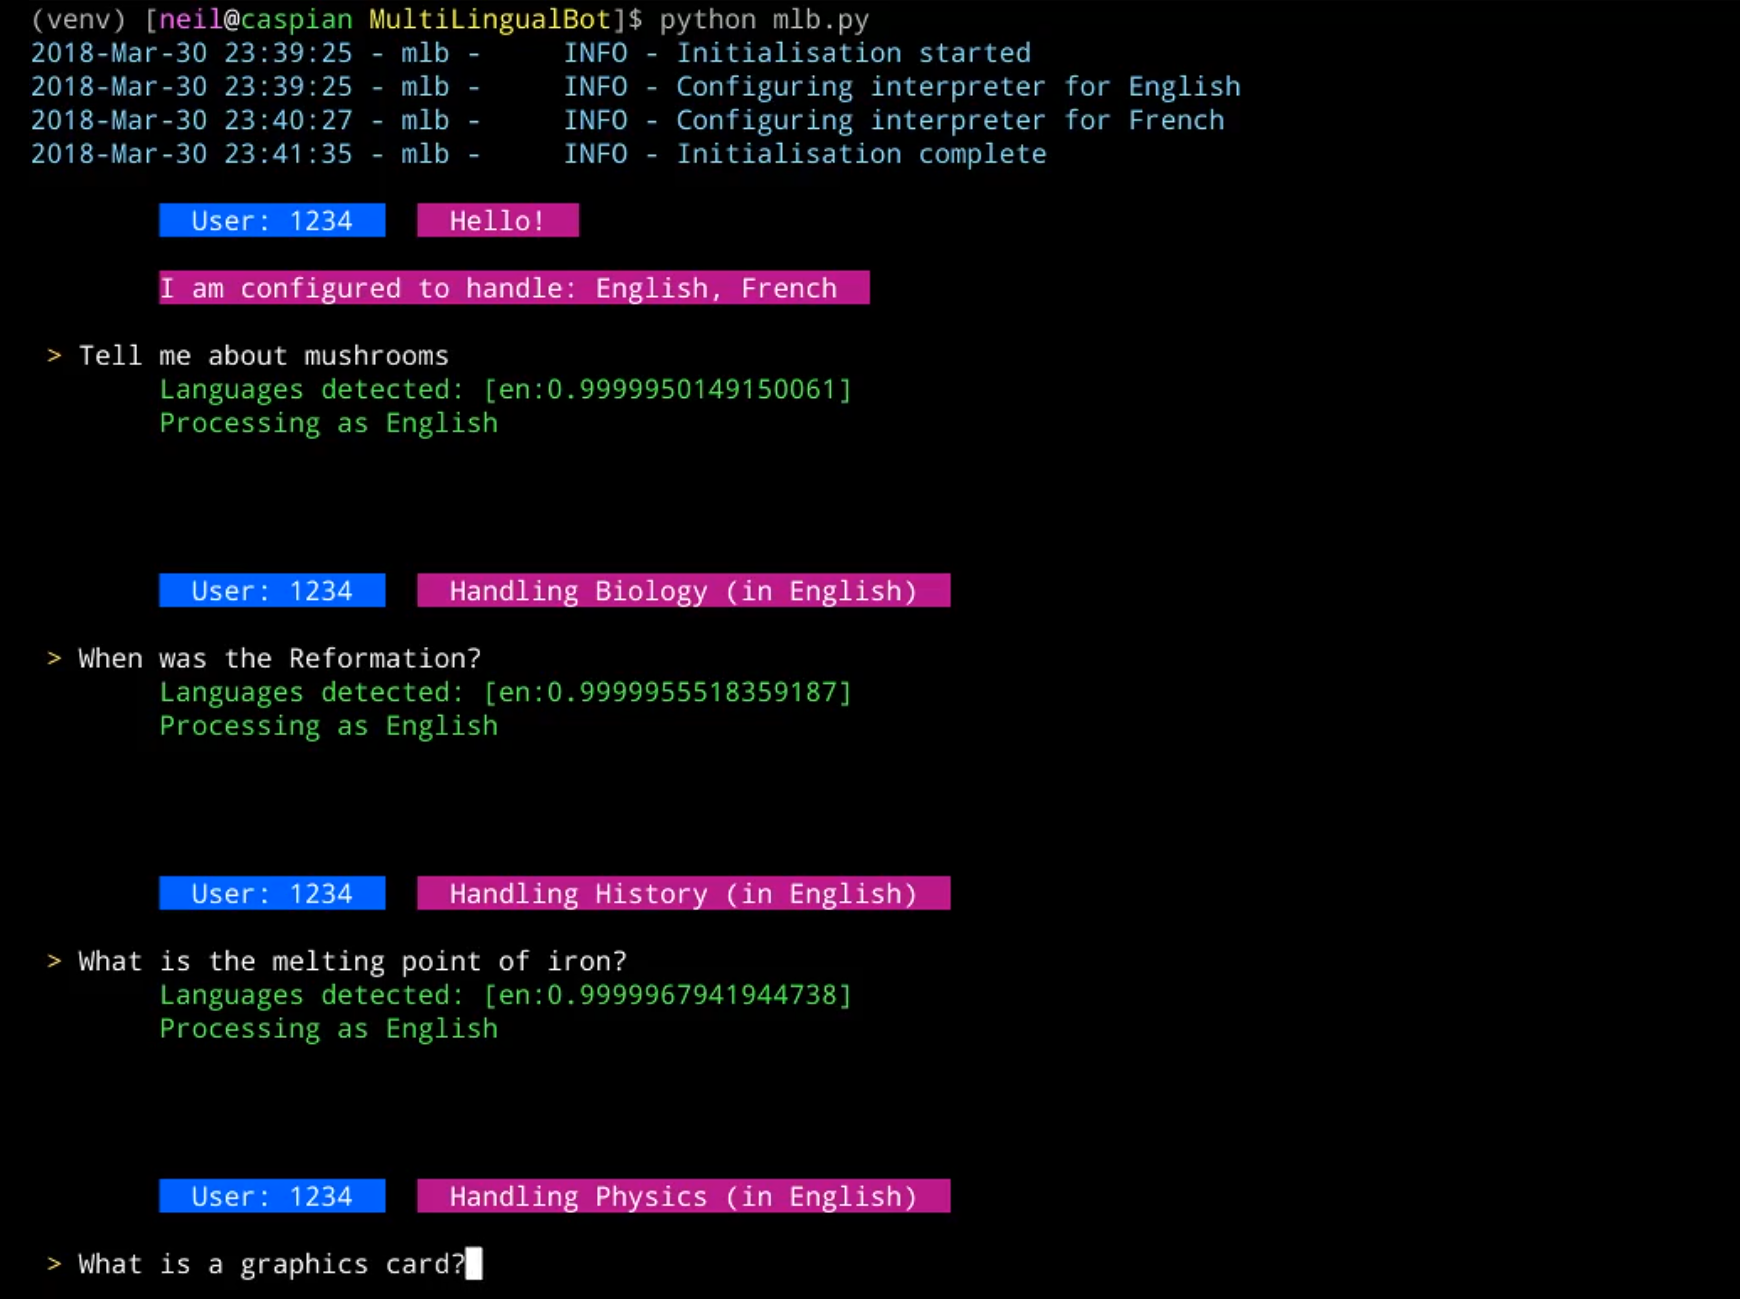 (venv) [neil@caspian MultiLingualBot]$ python mlb.py
2018-Mar-30 23:39:25 - mlb -     INFO - Initialisation started
2018-Mar-30 23:39:25 - mlb -     INFO - Configuring interpreter for English
2018-Mar-30 23:40:27 - mlb -     INFO - Configuring interpreter for French
2018-Mar-30 23:41:35 - mlb -     INFO - Initialisation complete
User: 1234 Hello!
I am configured to handle: English, French
> Tell me about mushrooms
Languages detected: [en:0.9999950149150061]
Processing as English
User: 1234 Handling Biology (in English)
> When was the Reformation?
Languages detected: [en:0.9999955518359187]
Processing as English
User: 1234 Handling History (in English)
> What is the melting point of iron?
Languages detected: [en:0.9999967941944738]
Processing as English
User: 1234 Handling Physics (in English)
> What is a graphics card?